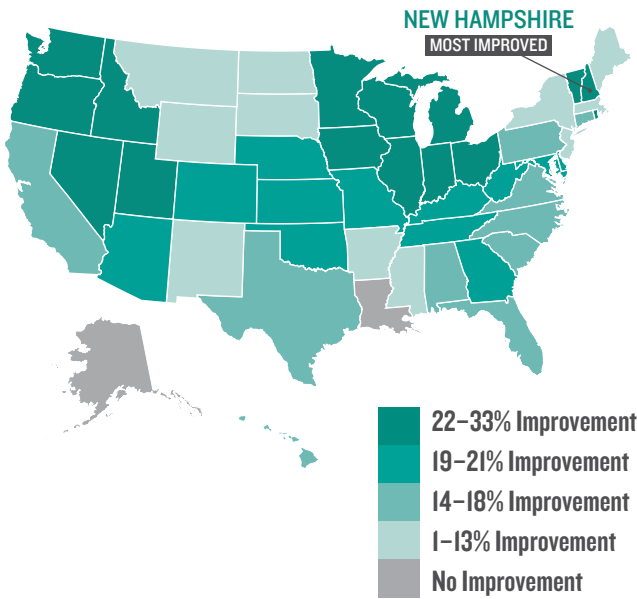 NEW HAMPSHIRE
MOST IMPROVED
22–33% Improvement
19–21% Improvement
14–18% Improvement
1–13% Improvement
No Improvement